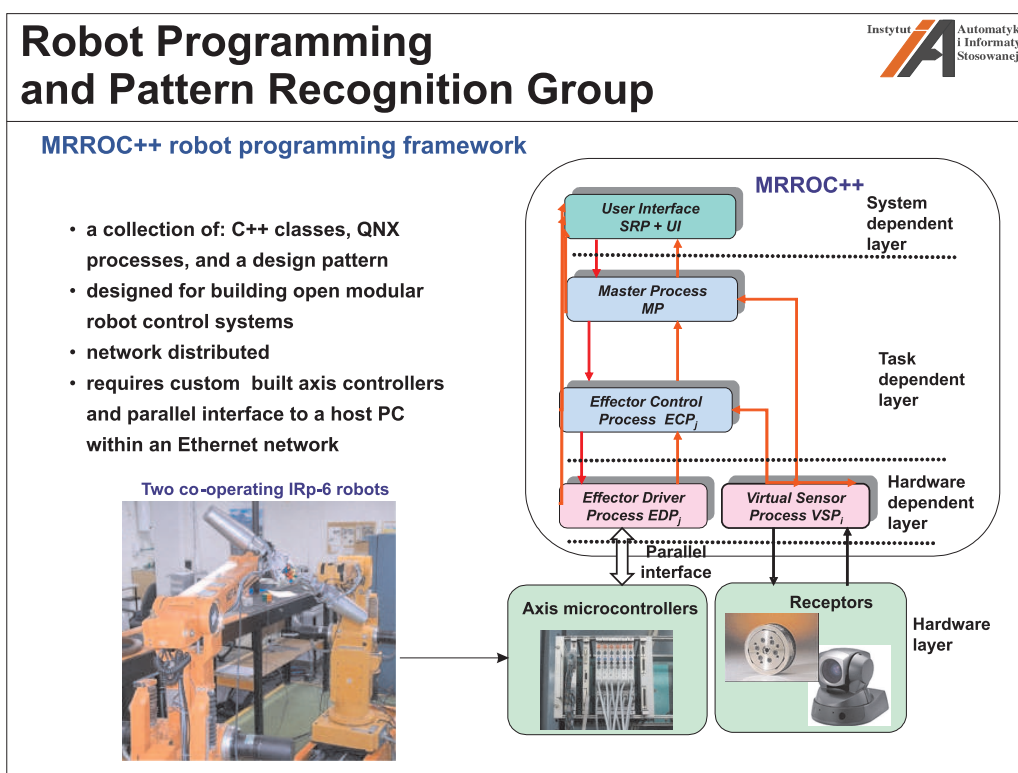 Robot Programming
and Pattern Recognition Group
Instytut
Automatyk
i Informaty
Stosowanej
MRROC++ robot programming framework
• a collection of: C++ classes, QNX
processes, and a design pattern
• designed for building open modular
robot control systems
• network distributed
• requires custom built axis controllers
and parallel interface to a host PC
within an Ethernet network
Two co-operating IRp-6 robots
MRROC++
User Interface
SRP + UI
System
dependent
layer
Master Process
MP
Task
dependent
layer
Effector Control
Process ECPj
Effector Driver
Process EDPj
Virtual Sensor
Process VSPi
Hardware
dependent
layer
Parallel
interface
Axis microcontrollers
Receptors
Hardware
layer